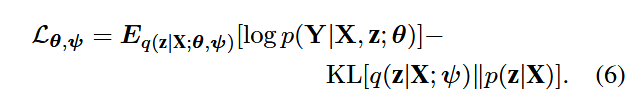 ℒ_{θ,ψ} = E_{q(z|X;θ,ψ)}[log p(Y|X, z; θ)]−
KL[q(z|X; ψ)‖p(z|X)]. (6)